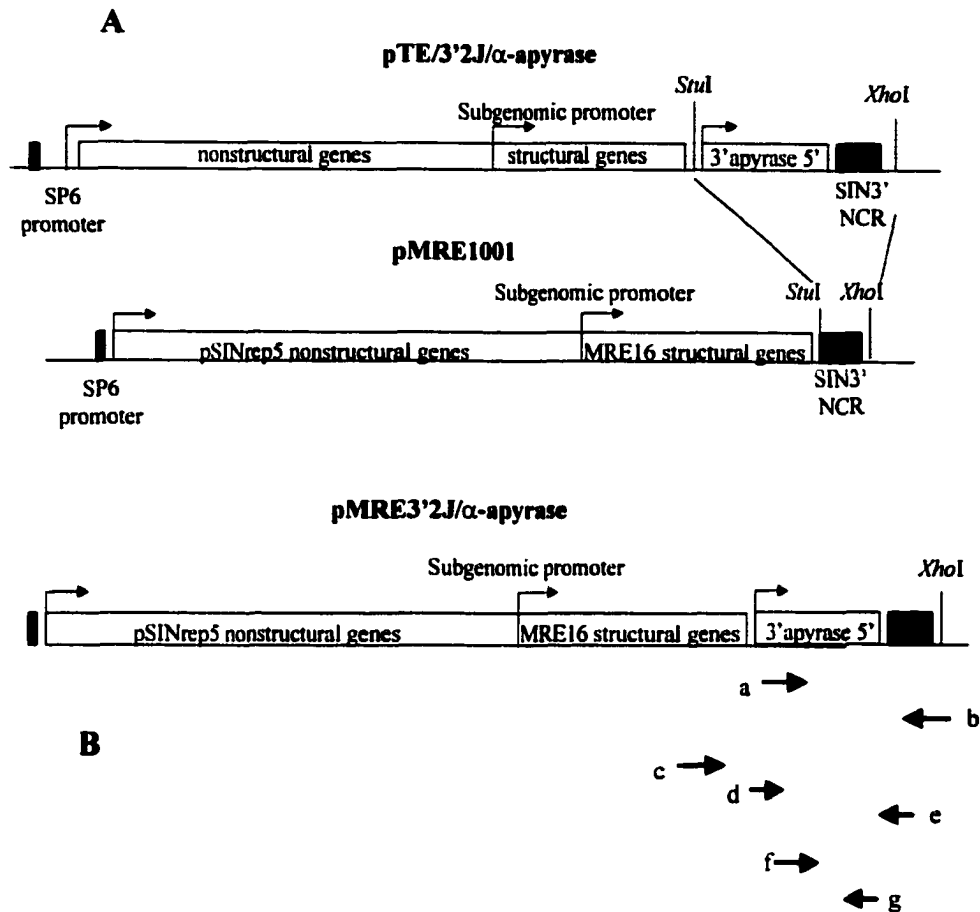 A
pTE/3'2J/α-apyrase
StuI
XhoI
Subgenomic promoter
nonstructural genes
structural genes
3'apyrase 5'
SP6
promoter
SIN3'
NCR
pMRE1001
Subgenomic promoter
StuI
XhoI
pSINrep5 nonstructural genes
MRE16 structural genes
SP6
promoter
SIN3'
NCR
pMRE3'2J/α-apyrase
Subgenomic promoter
XhoI
pSINrep5 nonstructural genes
MRE16 structural genes
3'apyrase 5'
a
b
B
c
d
e
f
g